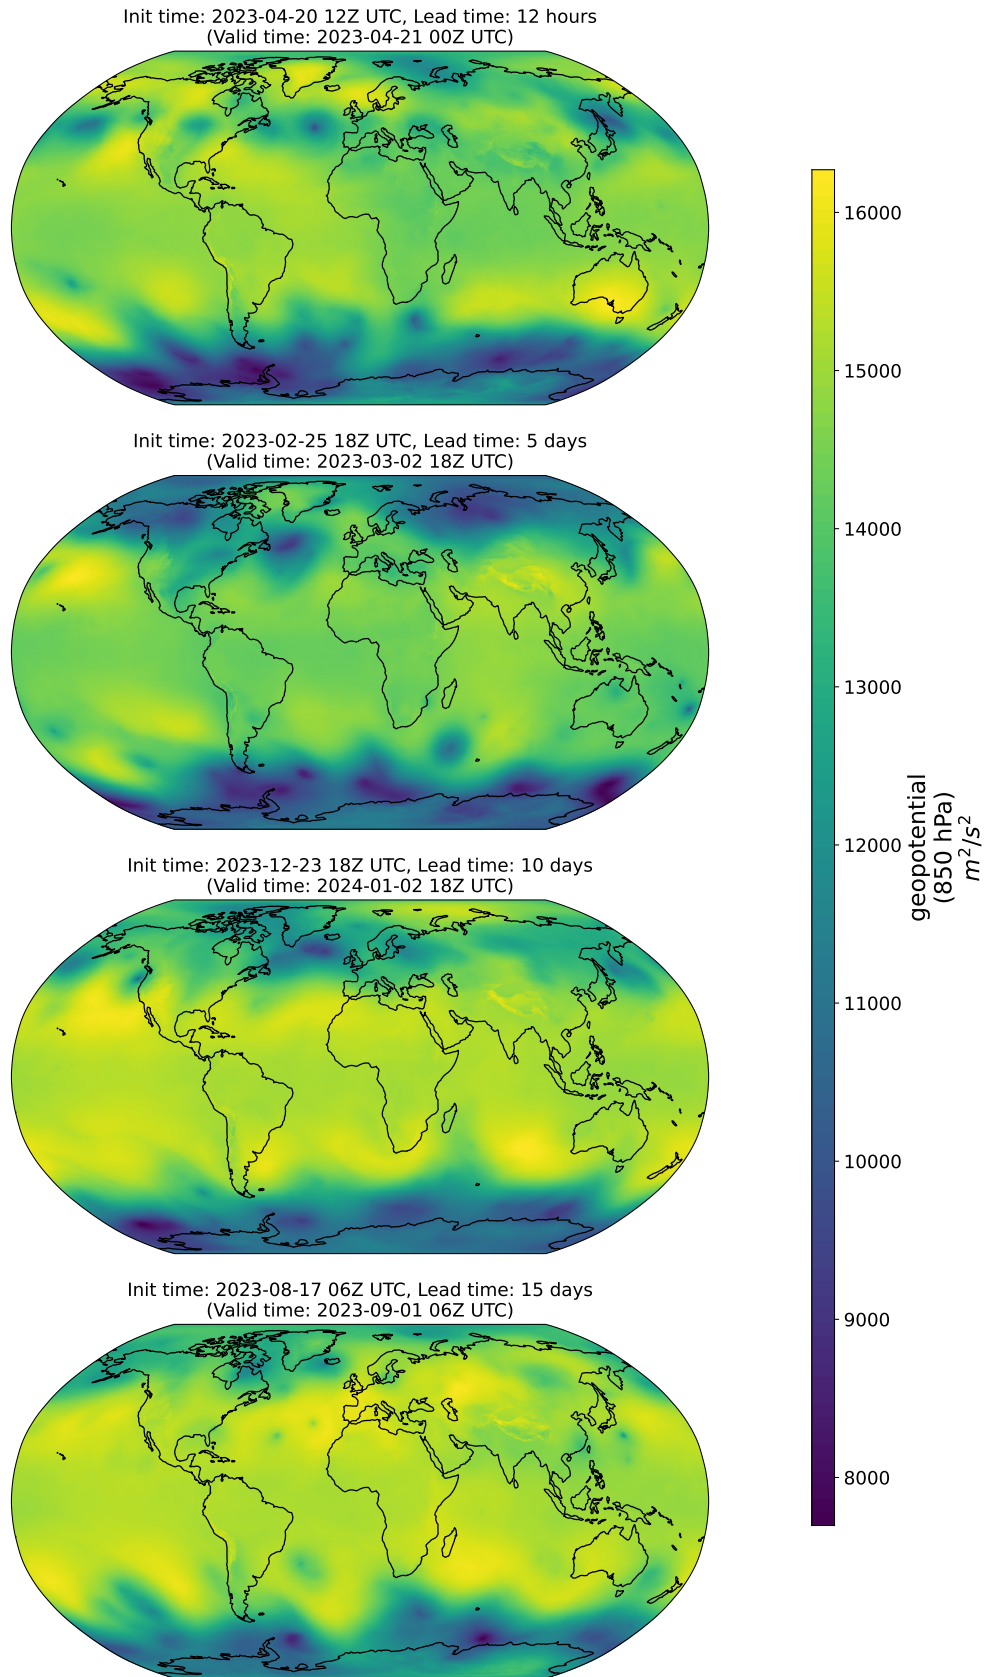 Init time: 2023-04-20 12Z UTC, Lead time: 12 hours
(Valid time: 2023-04-21 00Z UTC)
Init time: 2023-02-25 18Z UTC, Lead time: 5 days
(Valid time: 2023-03-02 18Z UTC)
Init time: 2023-12-23 18Z UTC, Lead time: 10 days
(Valid time: 2024-01-02 18Z UTC)
Init time: 2023-08-17 06Z UTC, Lead time: 15 days
(Valid time: 2023-09-01 06Z UTC)
16000
15000
14000
13000
12000
11000
10000
9000
8000
geopotential
(850 hPa)
m²/s²